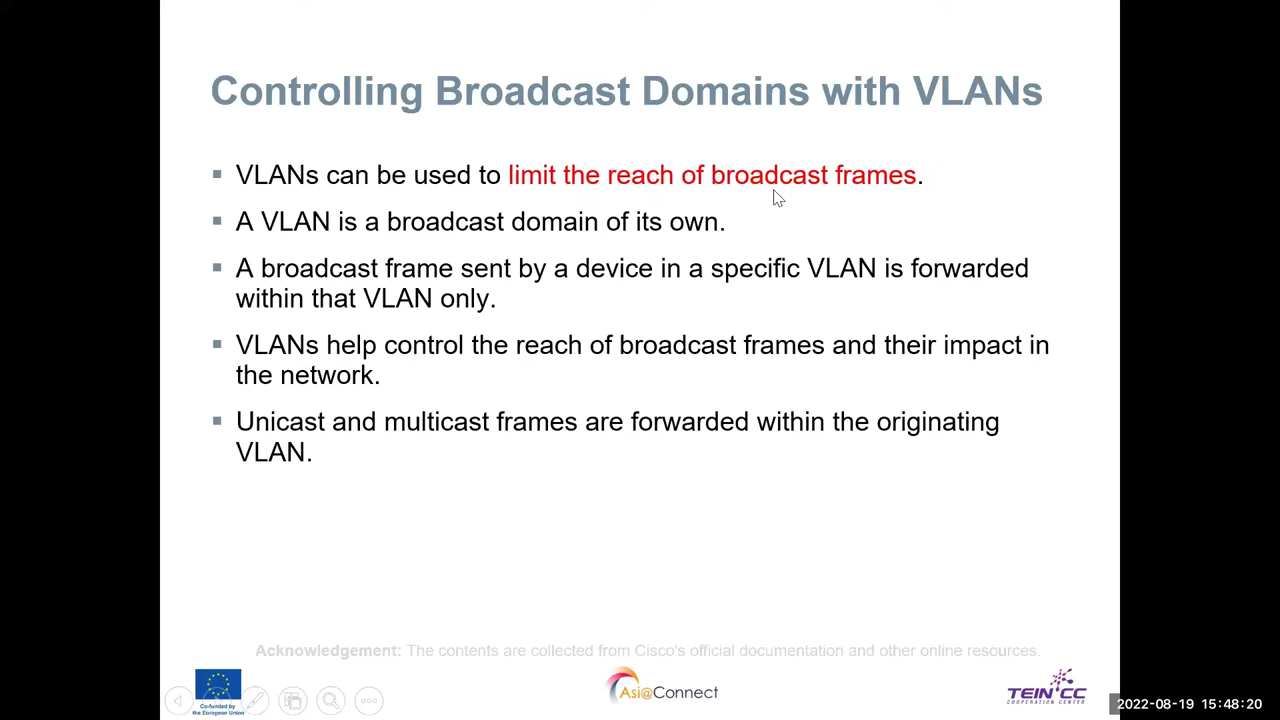 Controlling Broadcast Domains with VLANs
VLANs can be used to limit the reach of broadcast frames.
A VLAN is a broadcast domain of its own.
A broadcast frame sent by a device in a specific VLAN is forwarded
within that VLAN only.
VLANs help control the reach of broadcast frames and their impact in
the network.
Unicast and multicast frames are forwarded within the originating
VLAN.
Acknowledgement: The contents are collected from Cisco's official documentation and other online resources.
Co-funded by
the European Union
Asi@Connect
TEIN*CC
COOPERATION CENTER
2022-08-19 15:48:20